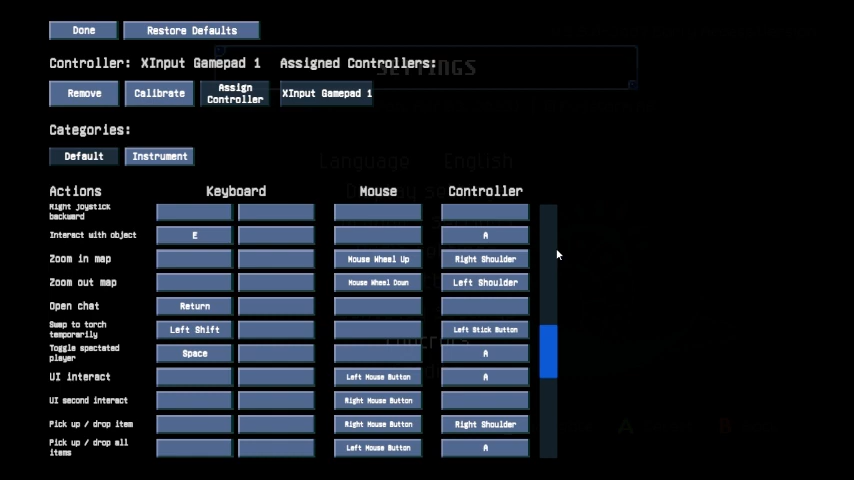 Done Restore Defaults
Controller: XInput Gamepad 1 Assigned Controllers:
SETTINGS
Remove Calibrate Assign Controller XInput Gamepad 1
Categories:
Default Instrument
Language English
Actions Keyboard Mouse Controller
Right joystick backward
Interact with object E A
Zoom in map Mouse Wheel Up Right Shoulder
Zoom out map Mouse Wheel Down Left Shoulder
Open chat Return
Swap to torch temporarily Left Shift Left Stick Button
Controls
Toggle spectated player Space A
UI interact Left Mouse Button A
UI second interact Right Mouse Button
Pick up / drop item Right Mouse Button Right Shoulder
A B
Pick up / drop all items Left Mouse Button A